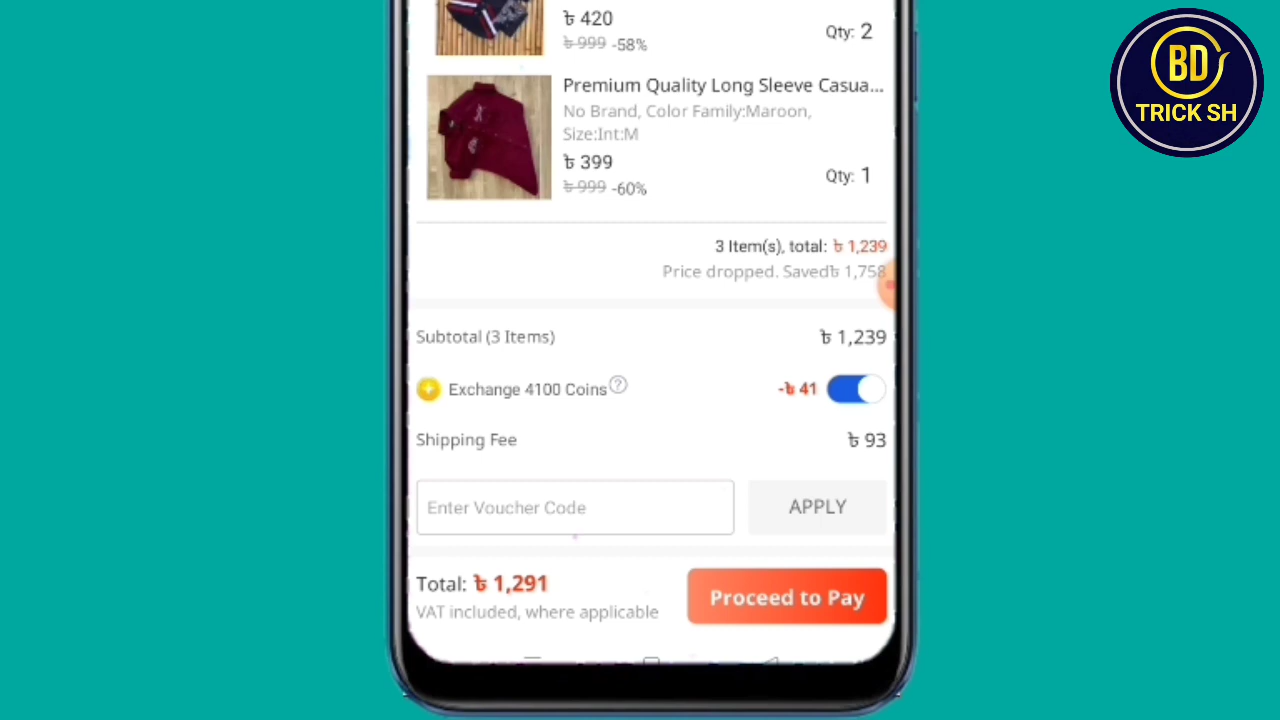 ৳ 420
৳ 999 -58%
Qty: 2
Premium Quality Long Sleeve Casua...
No Brand, Color Family:Maroon,
Size:Int:M
৳ 399
৳ 999 -60%
Qty: 1
3 Item(s), total: ৳ 1,239
Price dropped. Saved৳ 1,758
Subtotal (3 Items) ৳ 1,239
Exchange 4100 Coins ? -৳ 41
Shipping Fee ৳ 93
Enter Voucher Code APPLY
Total: ৳ 1,291
VAT included, where applicable
Proceed to Pay
BD
TRICK SH